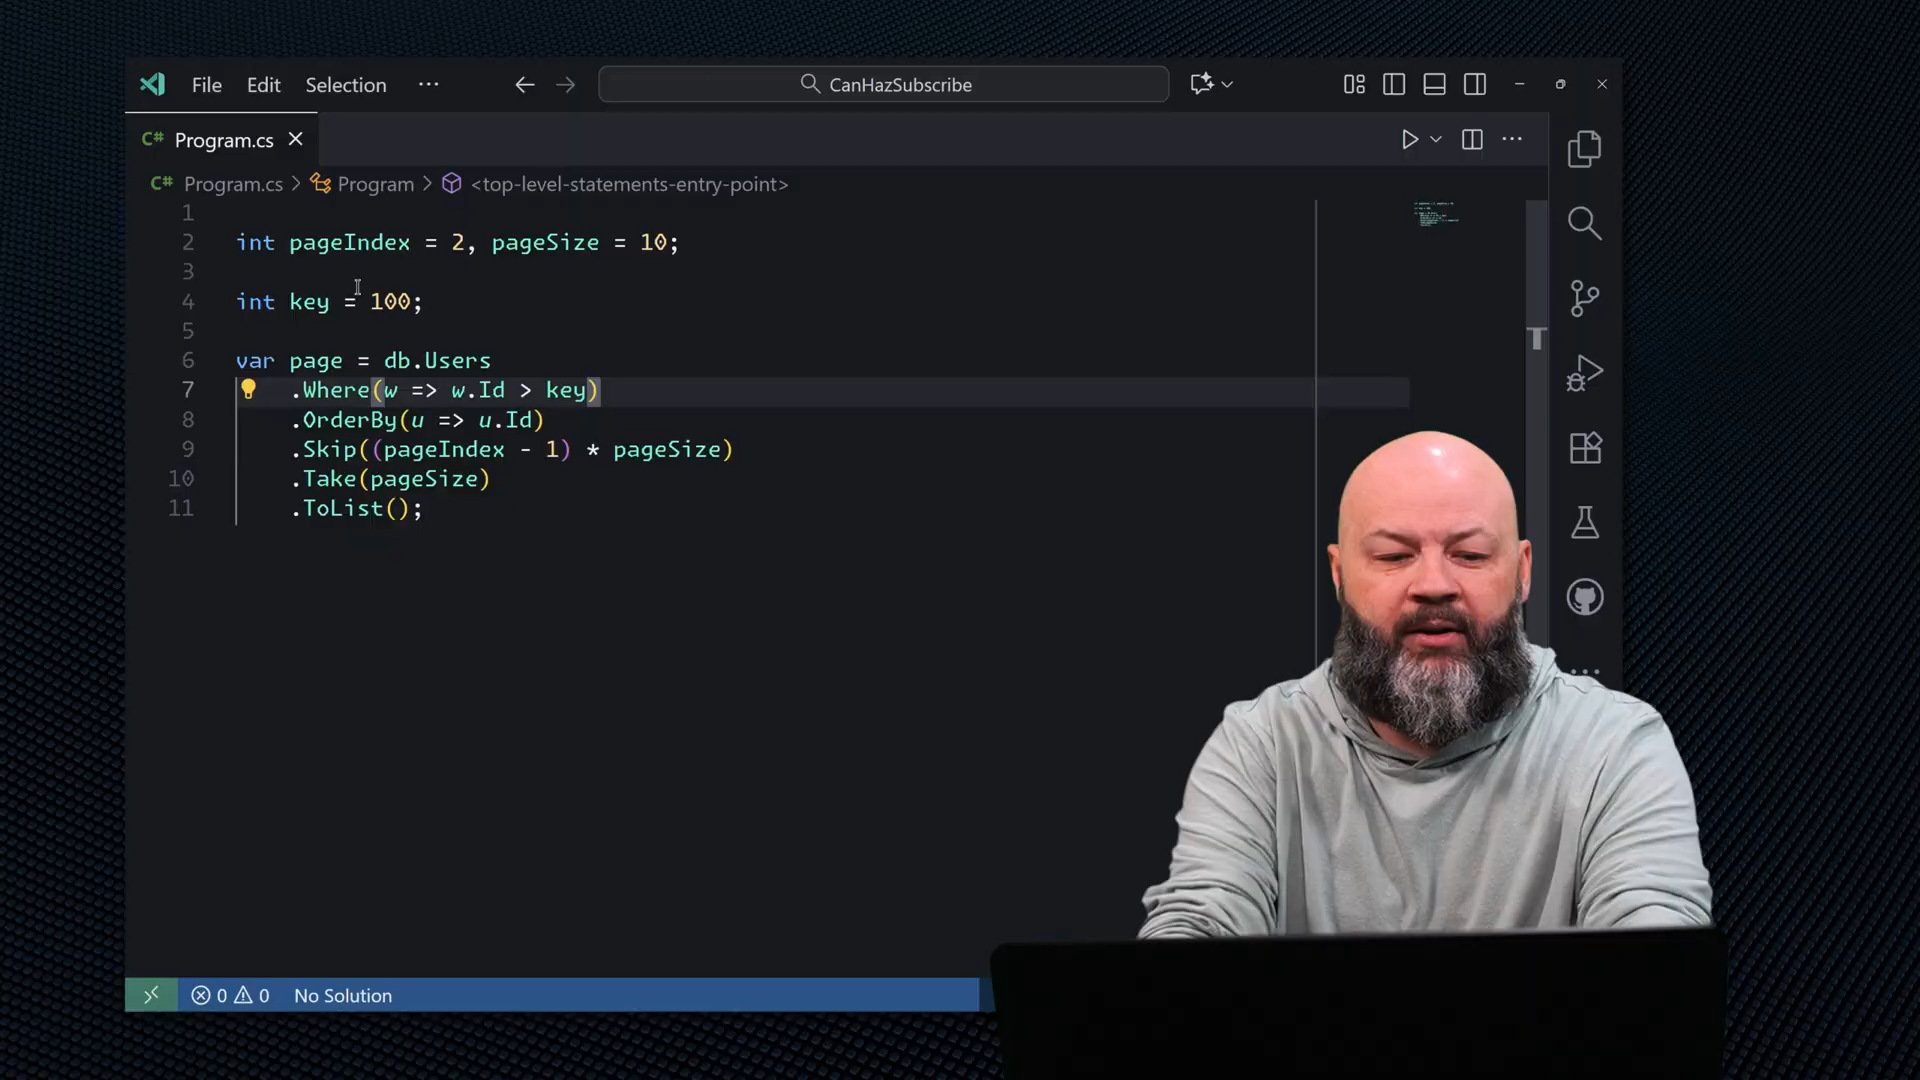 File Edit Selection ··· CanHazSubscribe
C# Program.cs
C# Program.cs > Program > <top-level-statements-entry-point>
1
2 int pageIndex = 2, pageSize = 10;
3
4 int key = 100;
5
6 var page = db.Users
7 .Where(w => w.Id > key)
8 .OrderBy(u => u.Id)
9 .Skip((pageIndex - 1) * pageSize)
10 .Take(pageSize)
11 .ToList();
0 0 No Solution